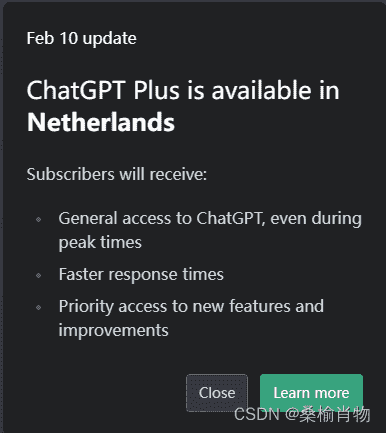 Feb 10 update
ChatGPT Plus is available in
Netherlands
Subscribers will receive:
General access to ChatGPT, even during
peak times
Faster response times
Priority access to new features and
improvements
Close
Learn more
CSDN @桑榆肖物